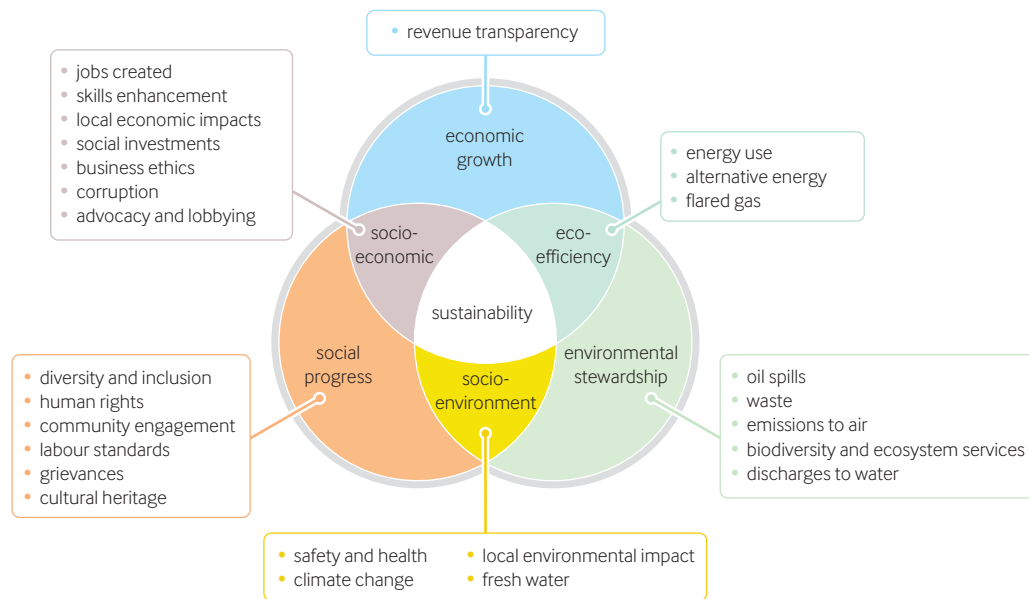 revenue transparency
jobs created
skills enhancement
local economic impacts
social investments
business ethics
corruption
advocacy and lobbying
economic
growth
energy use
alternative energy
flared gas
socio-
economic
eco-
efficiency
sustainability
social
progress
socio-
environment
environmental
stewardship
diversity and inclusion
human rights
community engagement
labour standards
grievances
cultural heritage
oil spills
waste
emissions to air
biodiversity and ecosystem services
discharges to water
safety and health
climate change
local environmental impact
fresh water